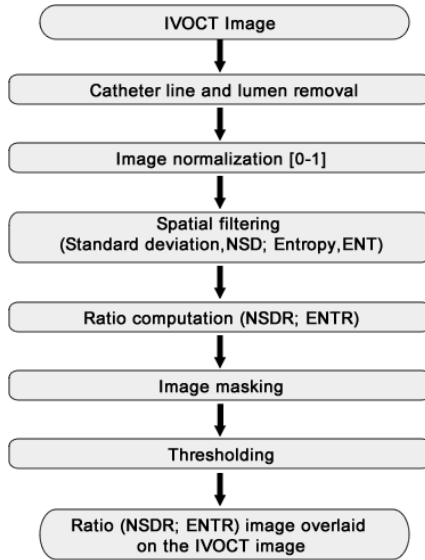 IVOCT Image
Catheter line and lumen removal
Image normalization [0-1]
Spatial filtering
(Standard deviation,NSD; Entropy,ENT)
Ratio computation (NSDR; ENTR)
Image masking
Thresholding
Ratio (NSDR; ENTR) image overlaid
on the IVOCT image